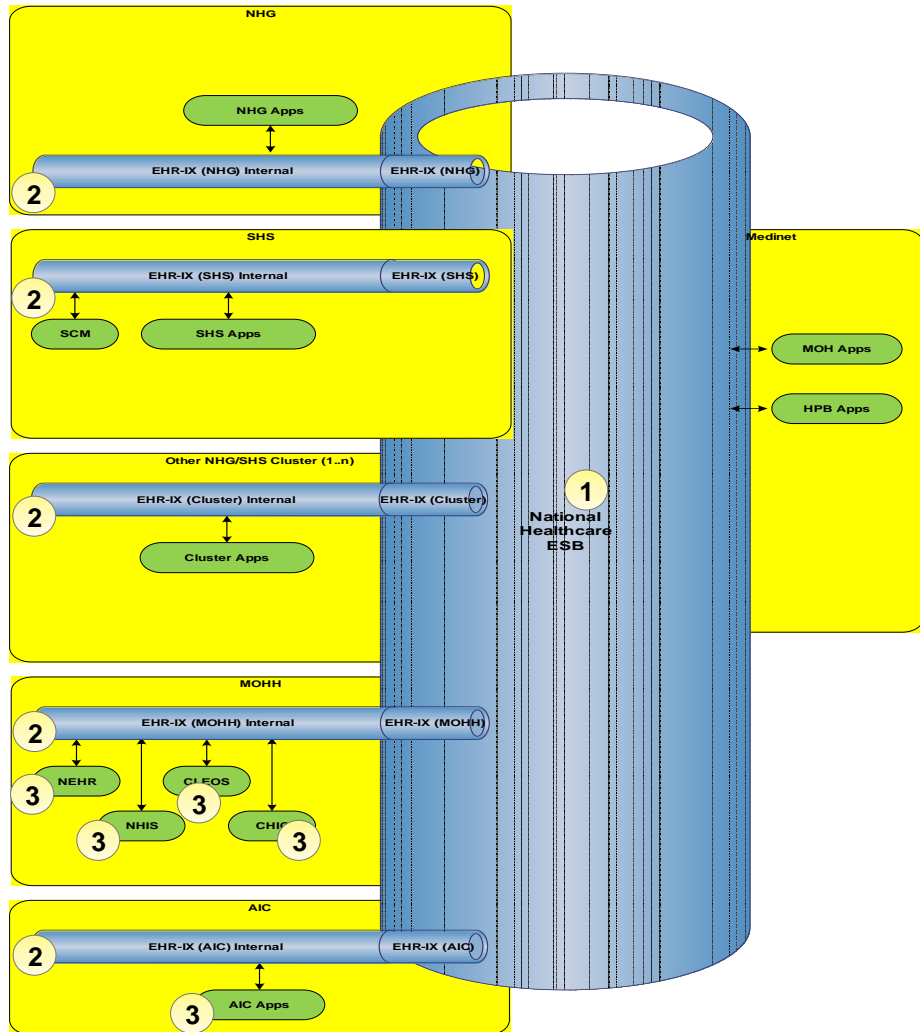 NHG
NHG Apps
EHR-IX (NHG) Internal
EHR-IX (NHG)
2
SHS
EHR-IX (SHS) Internal
EHR-IX (SHS)
2
SCM
SHS Apps
Medinet
MOH Apps
HPB Apps
Other NHG/SHS Cluster (1..n)
EHR-IX (Cluster) Internal
EHR-IX (Cluster)
2
Cluster Apps
1
National
Healthcare
ESB
MOHH
EHR-IX (MOHH) Internal
EHR-IX (MOHH)
2
NEHR
3
CLEOS
3
NHIS
3
3
AIC
EHR-IX (AIC) Internal
EHR-IX (AIC)
2
AIC Apps
3